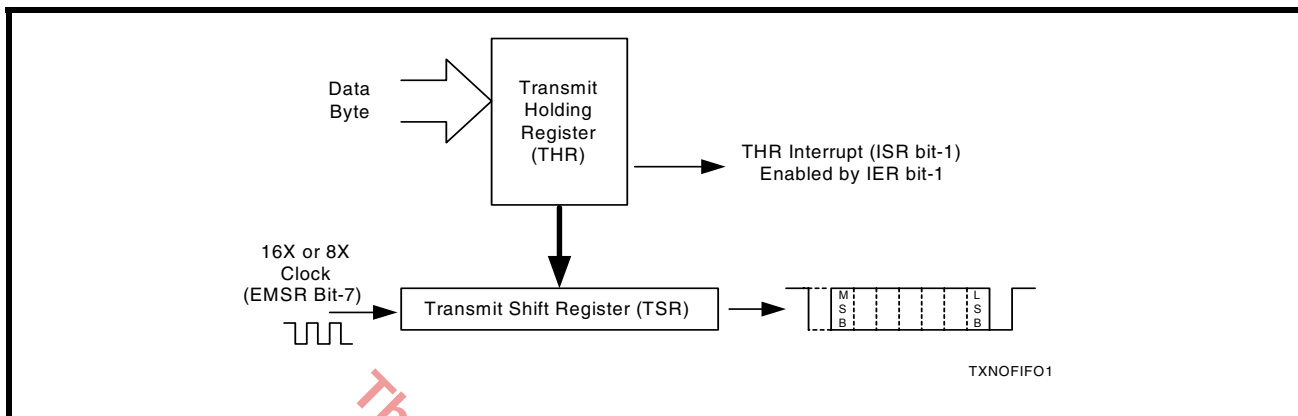 Data
Byte
Transmit
Holding
Register
(THR)
THR Interrupt (ISR bit-1)
Enabled by IER bit-1
16X or 8X
Clock
(EMSR Bit-7)
Transmit Shift Register (TSR)
M
S
B
L
S
B
TXNOFIFO1
Th